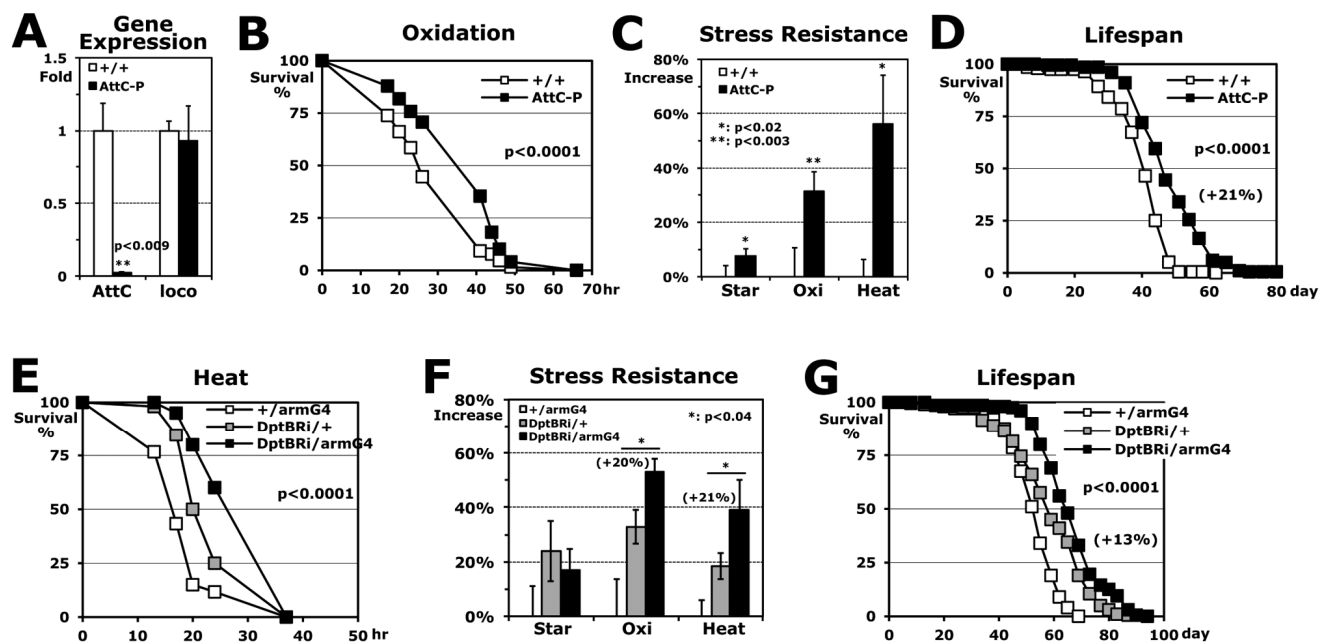 A
Gene
Expression
1.5
Fold
+/+
AttC-P
1
0.5
p<0.009
**
0
AttC loco
B
Oxidation
100
Survival
%
+/+
AttC-P
75
p<0.0001
50
25
0
0 10 20 30 40 50 60 70 hr
C
Stress Resistance
80%
Increase
+/+
AttC-P
*
60%
*: p<0.02
**: p<0.003
**
40%
20%
*
0%
Star Oxi Heat
D
Lifespan
100
Survival
%
+/+
AttC-P
75
p<0.0001
50
(+21%)
25
0
0 20 40 60 80 day
E
Heat
100
Survival
%
+/armG4
DptBRi/+
DptBRi/armG4
75
p<0.0001
50
25
0
0 10 20 30 40 50 hr
F
Stress Resistance
80%
Increase
+/armG4
DptBRi/+
DptBRi/armG4
*: p<0.04
*
60%
(+20%)
*
(+21%)
40%
20%
0%
Star Oxi Heat
G
Lifespan
100
Survival
%
+/armG4
DptBRi/+
DptBRi/armG4
75
p<0.0001
50
(+13%)
25
0
0 20 40 60 80 100 day